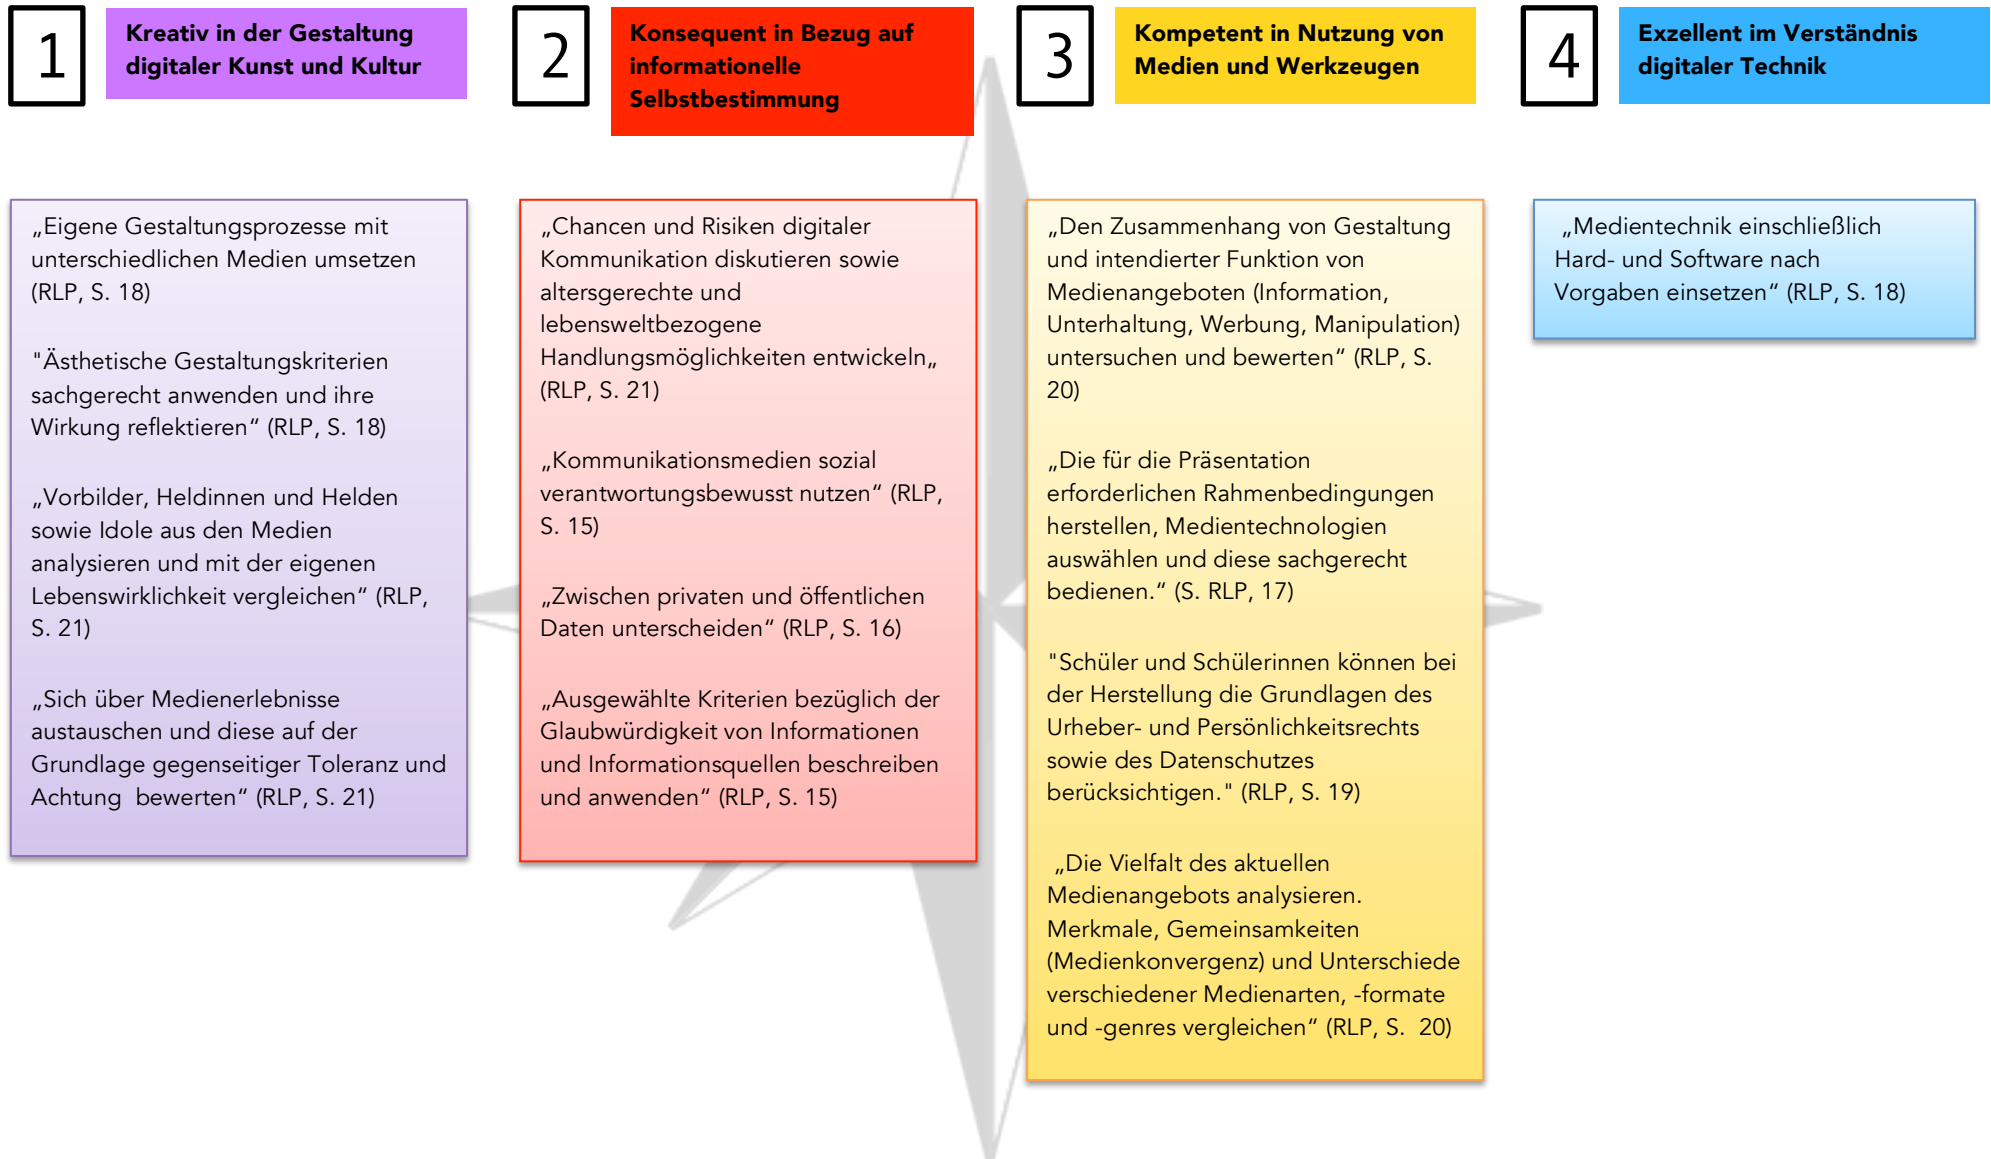 1
Kreativ in der Gestaltung
digitaler Kunst und Kultur
2
Konsequent in Bezug auf
informationelle
Selbstbestimmung
3
Kompetent in Nutzung von
Medien und Werkzeugen
4
Exzellent im Verständnis
digitaler Technik
„Eigene Gestaltungsprozesse mit
unterschiedlichen Medien umsetzen
(RLP, S. 18)
"Ästhetische Gestaltungskriterien
sachgerecht anwenden und ihre
Wirkung reflektieren“ (RLP, S. 18)
„Vorbilder, Heldinnen und Helden
sowie Idole aus den Medien
analysieren und mit der eigenen
Lebenswirklichkeit vergleichen“ (RLP,
S. 21)
„Sich über Medienerlebnisse
austauschen und diese auf der
Grundlage gegenseitiger Toleranz und
Achtung  bewerten“ (RLP, S. 21)
„Chancen und Risiken digitaler
Kommunikation diskutieren sowie
altersgerechte und
lebensweltbezogene
Handlungsmöglichkeiten entwickeln„
(RLP, S. 21)
„Kommunikationsmedien sozial
verantwortungsbewusst nutzen“ (RLP,
S. 15)
„Zwischen privaten und öffentlichen
Daten unterscheiden“ (RLP, S. 16)
„Ausgewählte Kriterien bezüglich der
Glaubwürdigkeit von Informationen
und Informationsquellen beschreiben
und anwenden“ (RLP, S. 15)
„Den Zusammenhang von Gestaltung
und intendierter Funktion von
Medienangeboten (Information,
Unterhaltung, Werbung, Manipulation)
untersuchen und bewerten“ (RLP, S.
20)
„Die für die Präsentation
erforderlichen Rahmenbedingungen
herstellen, Medientechnologien
auswählen und diese sachgerecht
bedienen.“ (S. RLP, 17)
"Schüler und Schülerinnen können bei
der Herstellung die Grundlagen des
Urheber- und Persönlichkeitsrechts
sowie des Datenschutzes
berücksichtigen." (RLP, S. 19)
„Die Vielfalt des aktuellen
Medienangebots analysieren.
Merkmale, Gemeinsamkeiten
(Medienkonvergenz) und Unterschiede
verschiedener Medienarten, -formate
und -genres vergleichen“ (RLP, S.  20)
„Medientechnik einschließlich
Hard- und Software nach
Vorgaben einsetzen“ (RLP, S. 18)